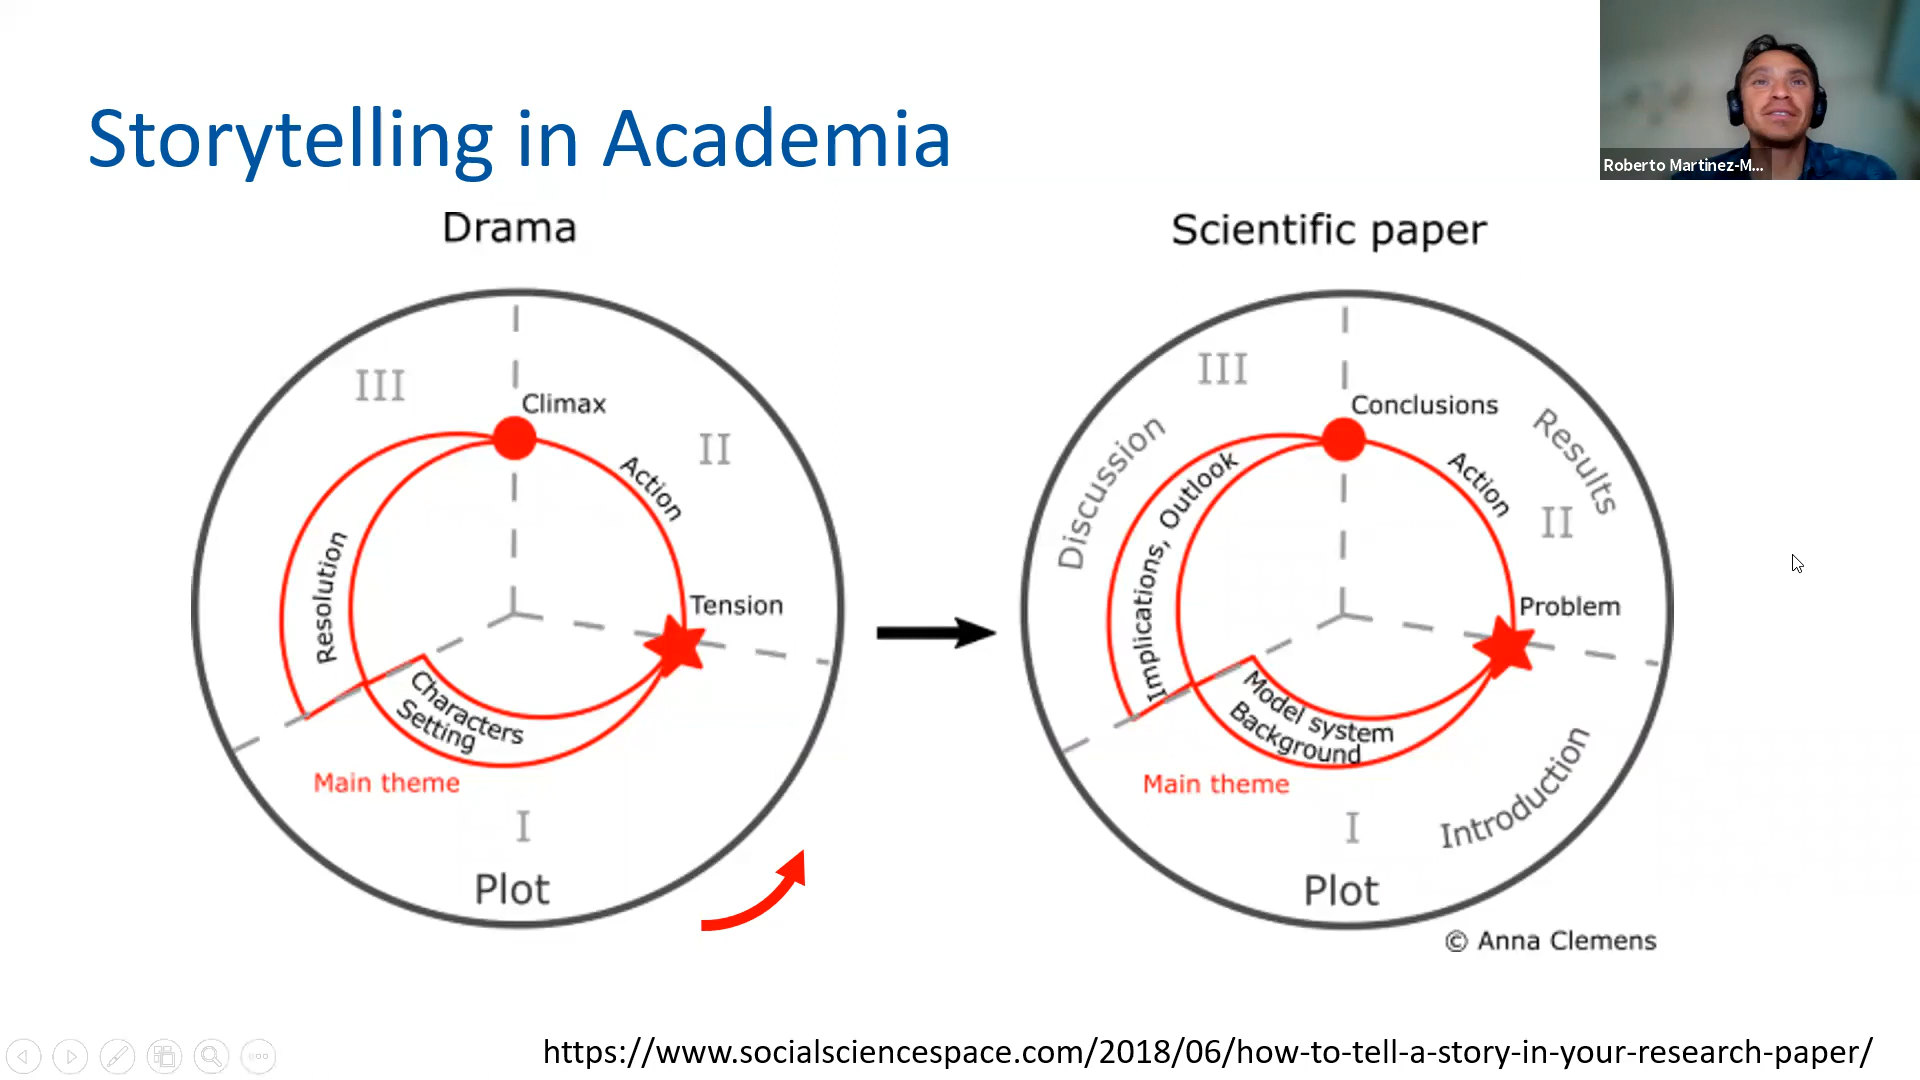 Storytelling in Academia
Roberto Martinez-M...
Drama
III
Climax
II
Action
Tension
Resolution
Characters
Setting
Main theme
I
Plot
Scientific paper
III
Conclusions
Discussion
Results
Action
II
Implications, Outlook
Problem
Model system
Background
Main theme
I
Introduction
Plot
© Anna Clemens
https://www.socialsciencespace.com/2018/06/how-to-tell-a-story-in-your-research-paper/